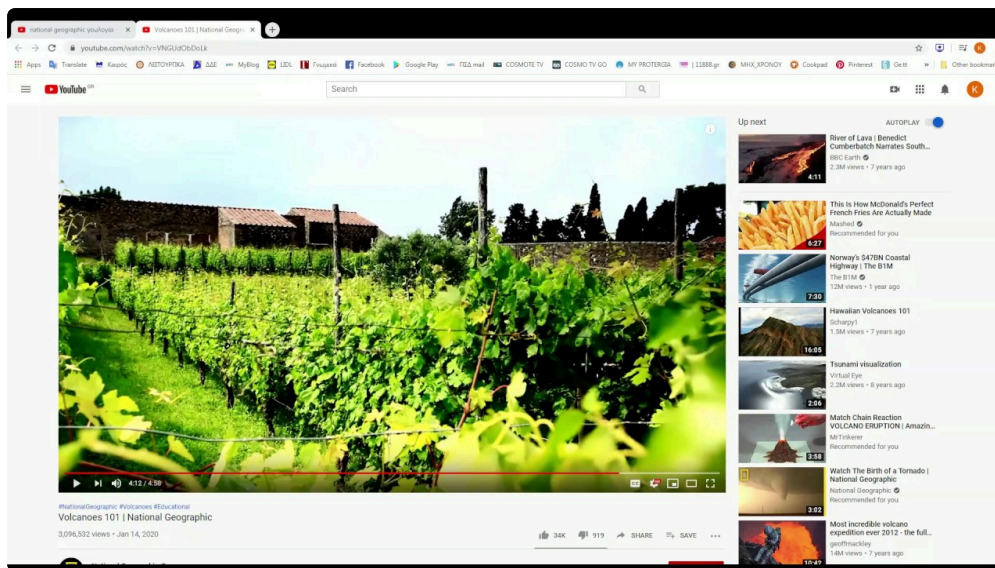 national geographic γεωλογία
Volcanoes 101 | National Geogra
youtube.com/watch?v=VNGUdObDoLk
Apps Translate Καιρός ΛΕΙΤΟΥΡΓΙΚΑ ΔΔΕ MyBlog LIDL Γνωμικά Facebook Google Play ΠΣΔ mail COSMOTE TV COSMO TV GO MY PROTERGIA | 11888.gr ΜΗΧ_ΧΡΟΝΟΥ Cookpad Pinterest Ge.tt » Other bookmar
YouTube GR
Search
K
Up next
AUTOPLAY
River of Lava | Benedict
Cumberbatch Narrates South...
BBC Earth
2.3M views • 7 years ago
4:11
This Is How McDonald's Perfect
French Fries Are Actually Made
Mashed
Recommended for you
6:27
Norway's $47BN Coastal
Highway | The B1M
The B1M
12M views • 1 year ago
7:30
Hawaiian Volcanoes 101
Scharpy1
1.5M views • 7 years ago
16:05
Tsunami visualization
Virtual Eye
2.2M views • 8 years ago
2:06
Match Chain Reaction
VOLCANO ERUPTION | Amazin...
MrTinkerer
Recommended for you
3:58
Watch The Birth of a Tornado |
National Geographic
National Geographic
Recommended for you
3:02
Most incredible volcano
expedition ever 2012 - the full...
geoffmackley
14M views • 7 years ago
10:42
4:12 / 4:58
#NationalGeographic #Volcanoes #Educational
Volcanoes 101 | National Geographic
3,096,532 views • Jan 14, 2020
34K 919 SHARE SAVE